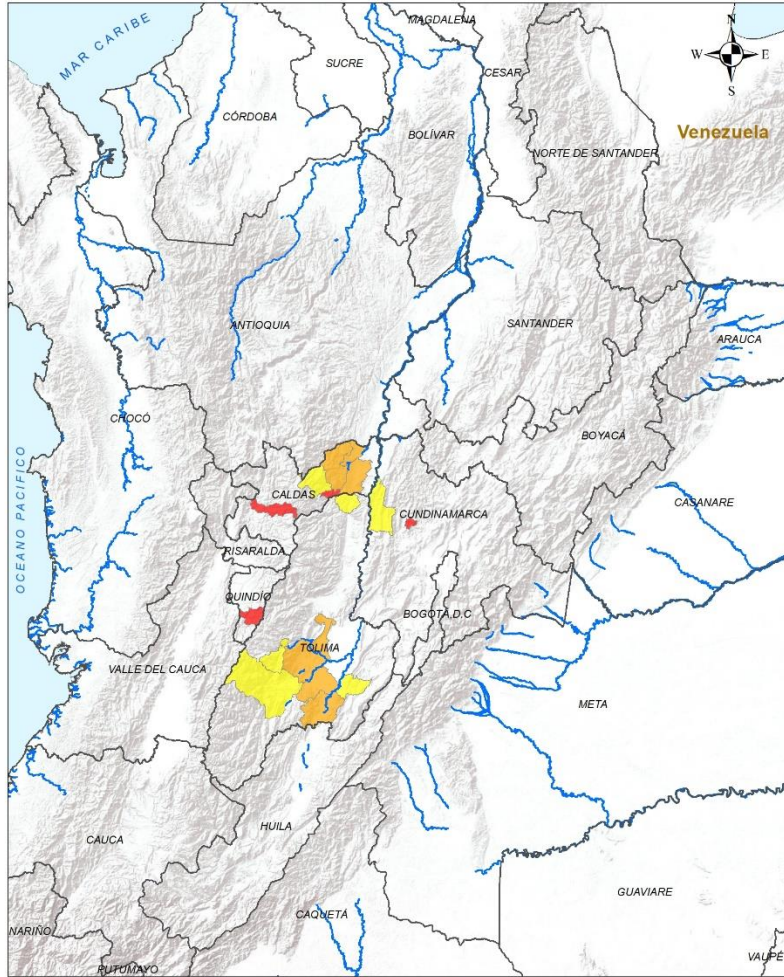 MAGDALENA
N
MAR CARIBE
W
E
SUCRE
CESAR
S
CÓRDOBA
BOLÍVAR
Venezuela
NORTE DE SANTANDER
ANTIOQUIA
SANTANDER
ARAUCA
CHOCÓ
BOYACÁ
CALDAS
CASANARE
CUNDINAMARCA
OCEANO PACIFICO
RISARALDA
QUINDÍO
BOGOTÁ D.C
TOLIMA
VALLE DEL CAUCA
META
HUILA
CAUCA
GUAVIARE
CAQUETÁ
NARIÑO
VAUPÉ
PUTUMAYO